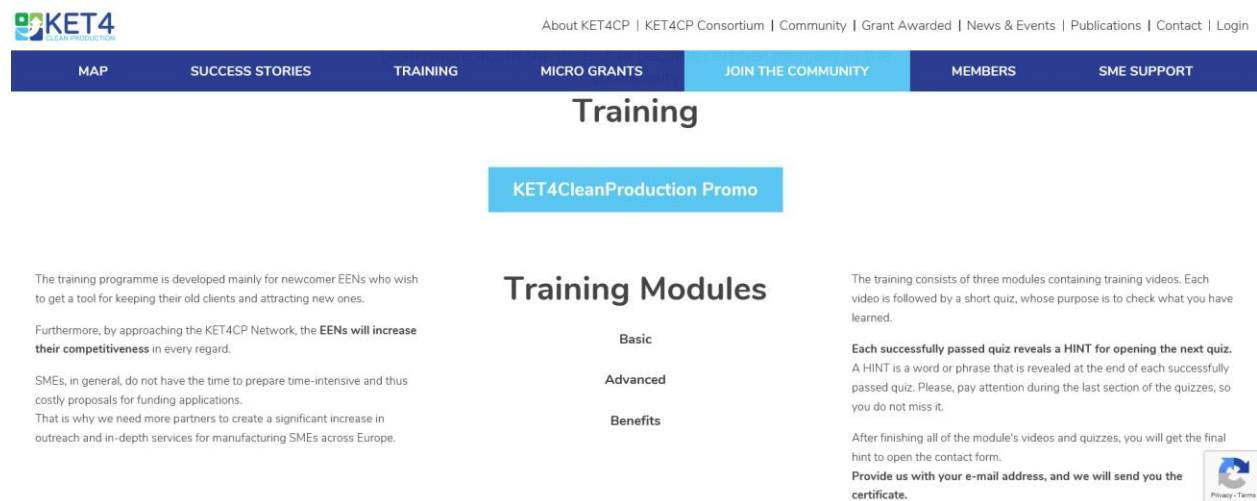 KET4
CLEAN PRODUCTION
About KET4CP | KET4CP Consortium | Community | Grant Awarded | News & Events | Publications | Contact | Login
MAP SUCCESS STORIES TRAINING MICRO GRANTS JOIN THE COMMUNITY MEMBERS SME SUPPORT
Training
KET4CleanProduction Promo
The training programme is developed mainly for newcomer EENs who wish
to get a tool for keeping their old clients and attracting new ones.
Furthermore, by approaching the KET4CP Network, the EENs will increase
their competitiveness in every regard.
SMEs, in general, do not have the time to prepare time-intensive and thus
costly proposals for funding applications.
That is why we need more partners to create a significant increase in
outreach and in-depth services for manufacturing SMEs across Europe.
Training Modules
Basic
Advanced
Benefits
The training consists of three modules containing training videos. Each
video is followed by a short quiz, whose purpose is to check what you have
learned.
Each successfully passed quiz reveals a HINT for opening the next quiz.
A HINT is a word or phrase that is revealed at the end of each successfully
passed quiz. Please, pay attention during the last section of the quizzes, so
you do not miss it.
After finishing all of the module's videos and quizzes, you will get the final
hint to open the contact form.
Provide us with your e-mail address, and we will send you the
certificate.
Privacy - Terms